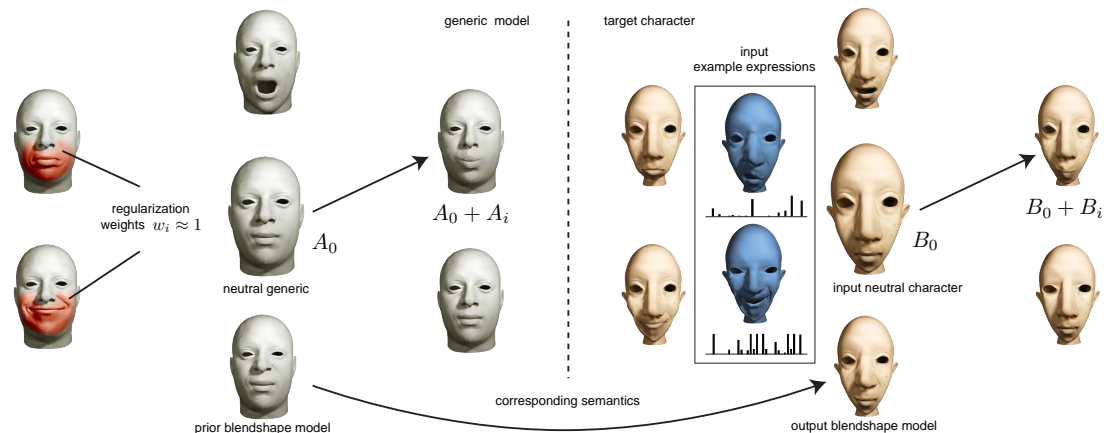 generic model
target character
input
example expressions
regularization
weights w_i ≈ 1
A_0
A_0 + A_i
neutral generic
B_0
B_0 + B_i
input neutral character
corresponding semantics
prior blendshape model
output blendshape model